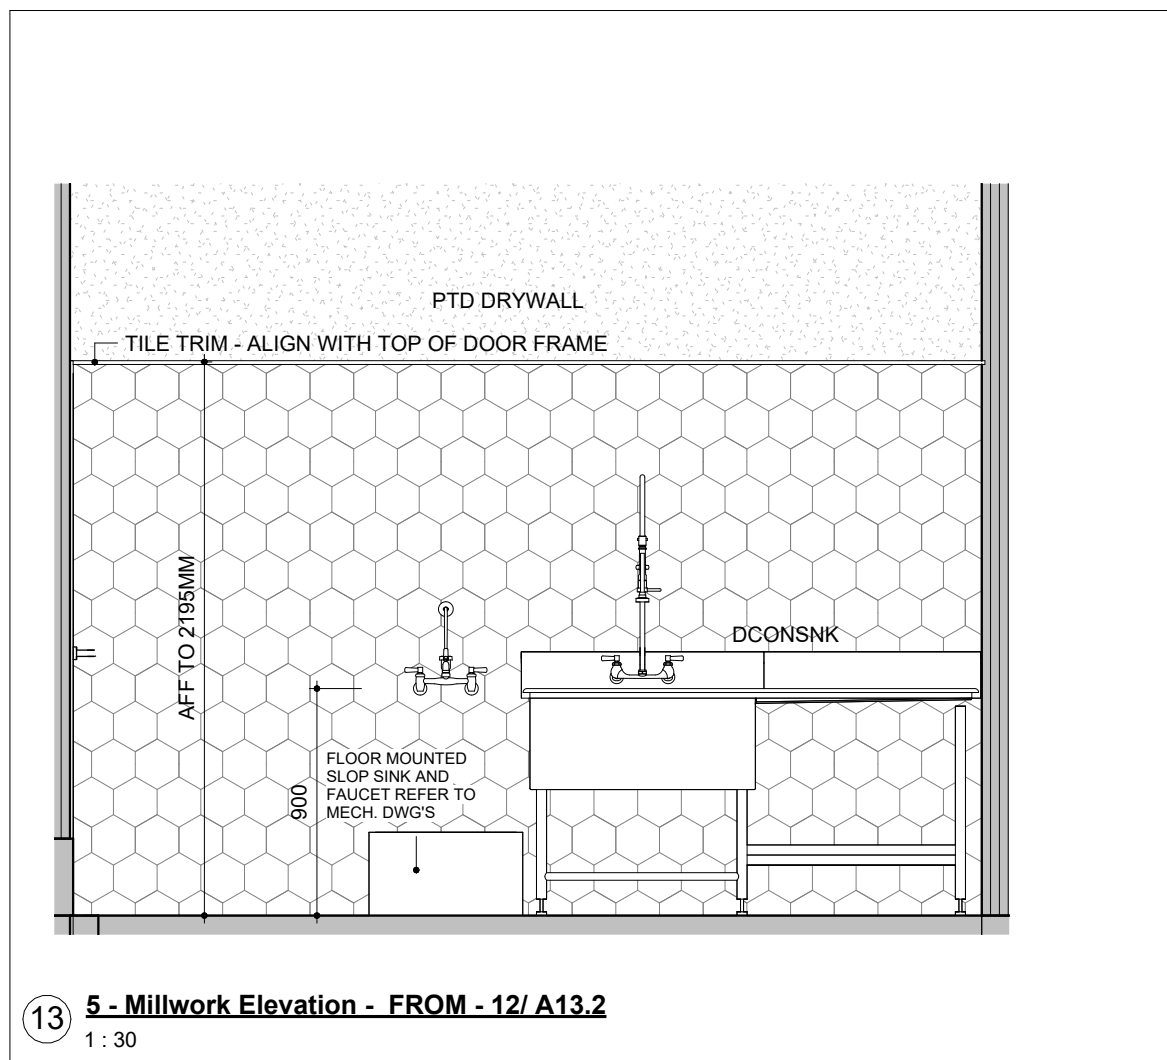 PTD DRYWALL
TILE TRIM - ALIGN WITH TOP OF DOOR FRAME
AFF TO 2195MM
DCONSNK
900
FLOOR MOUNTED
SLOP SINK AND
FAUCET REFER TO
MECH. DWG'S
13
5 - Millwork Elevation - FROM - 12/ A13.2
1 : 30